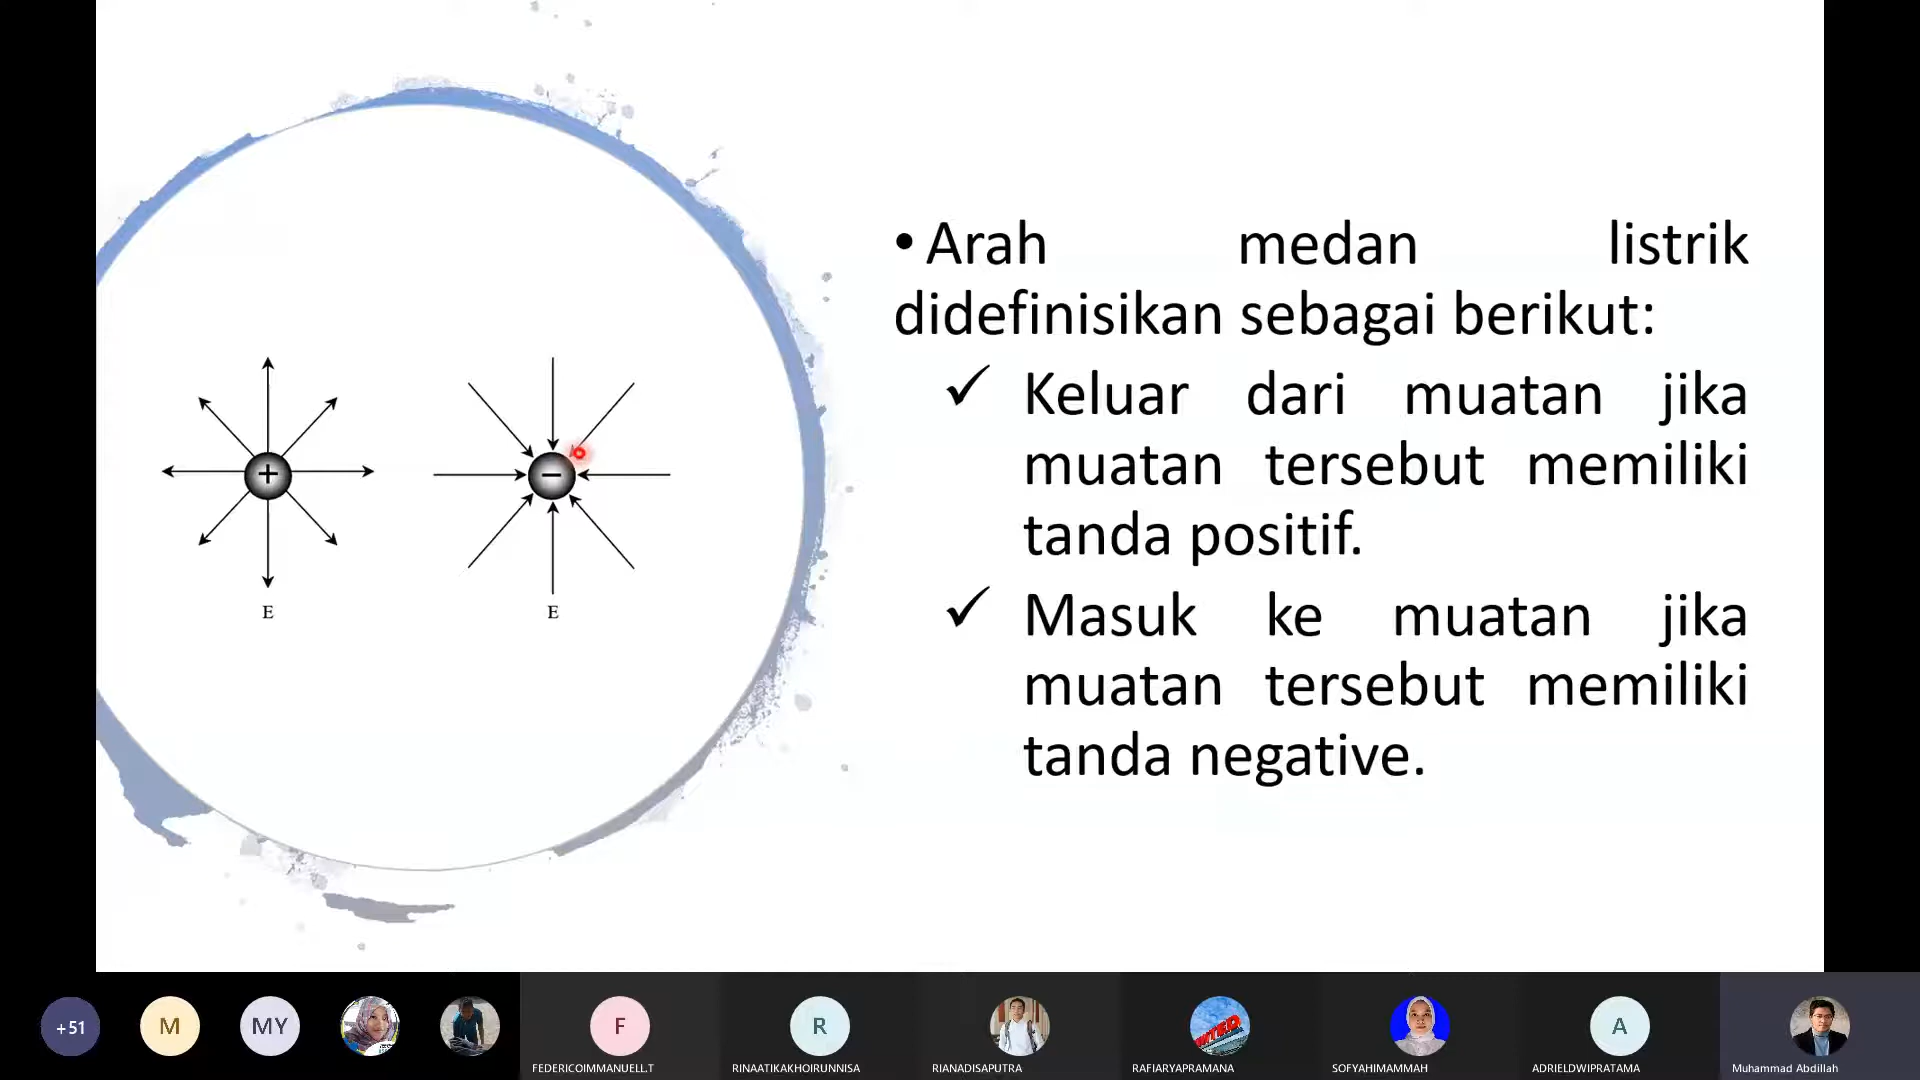 • Arah medan listrik
didefinisikan sebagai berikut:
✓ Keluar dari muatan jika
muatan tersebut memiliki
tanda positif.
✓ Masuk ke muatan jika
muatan tersebut memiliki
tanda negative.
+
−
E
E
+51
M
MY
F
R
A
FEDERICOIMMANUELL.T
RINAATIKAKHOIRUNNISA
RIANADISAPUTRA
RAFIARYAPRAMANA
SOFYAHIMAMMAH
ADRIELDWIPRATAMA
Muhammad Abdillah